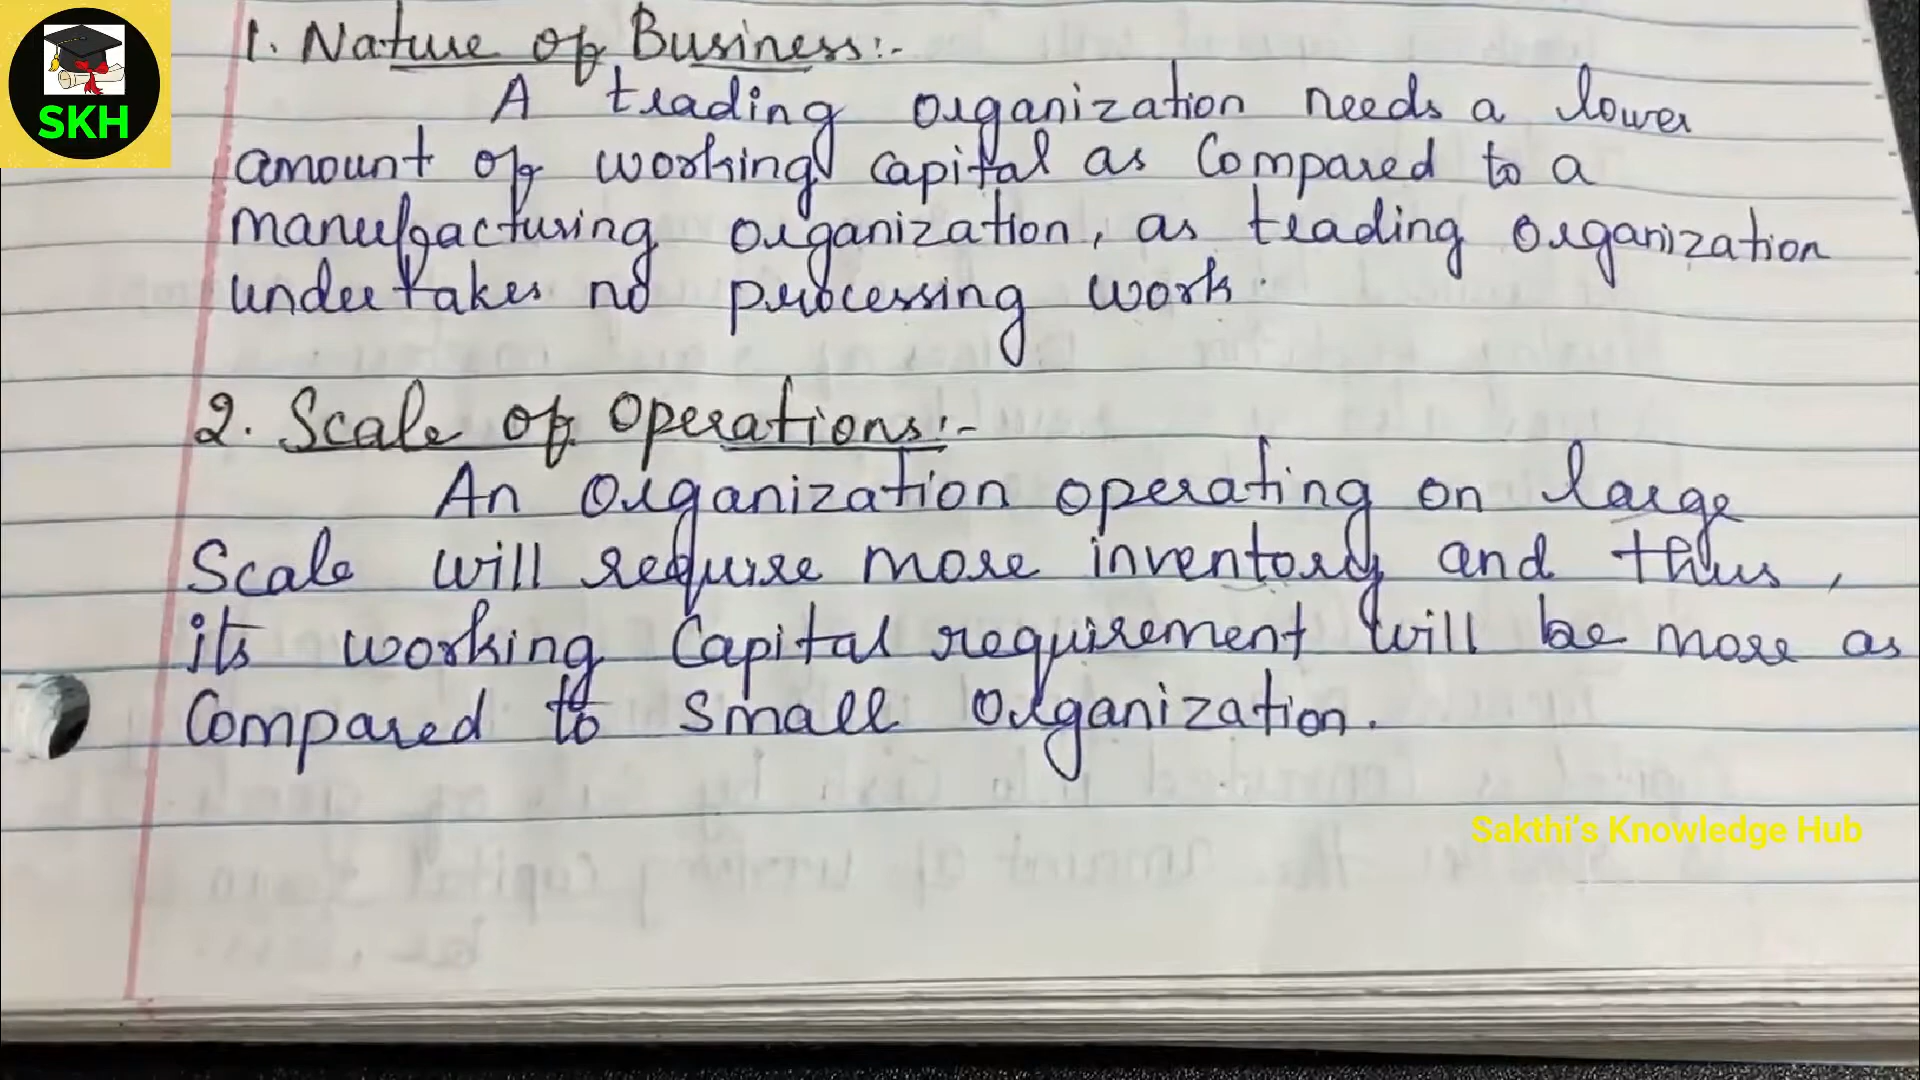 SKH
1. Nature of Business:-
A trading organization needs a lower
amount of working capital as Compared to a
manufacturing organization, as trading organization
undertakes no processing work.
2. Scale of Operations:-
An Organization operating on large
Scale will require more inventory and thus,
its working Capital requirement will be more as
Compared to small organization.
Sakthi's Knowledge Hub